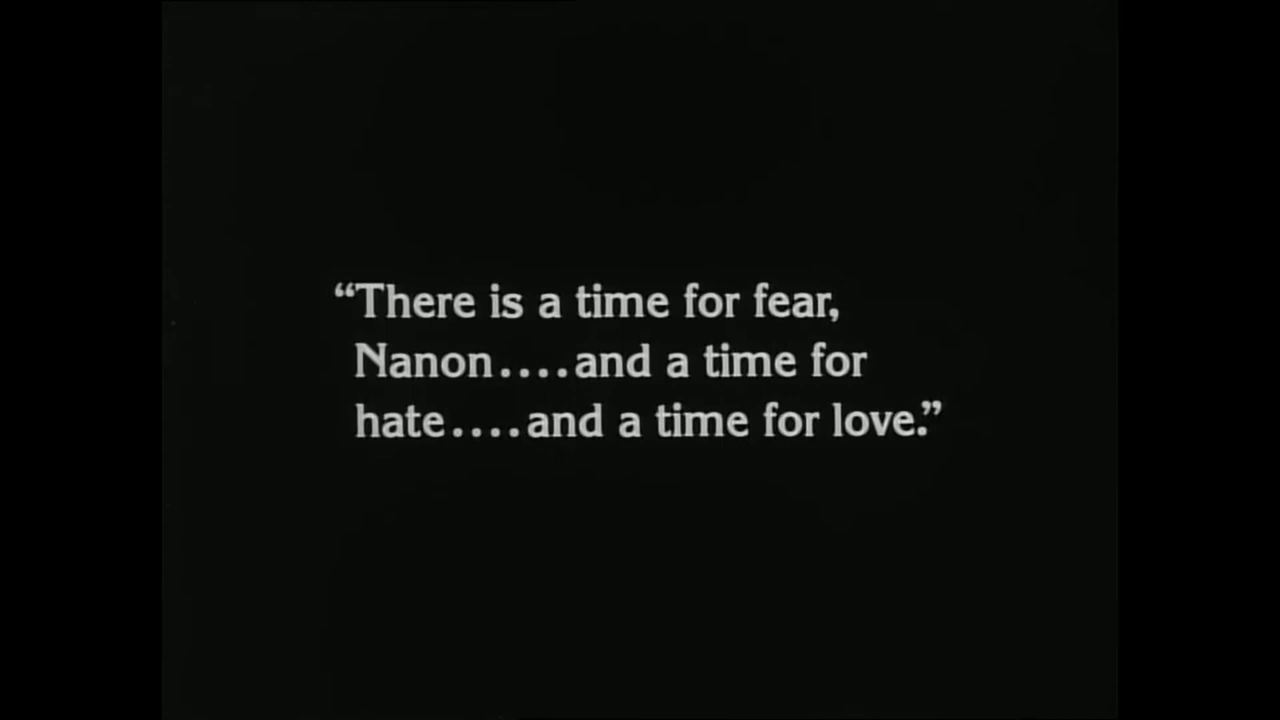 “There is a time for fear,
Nanon....and a time for
hate....and a time for love.”